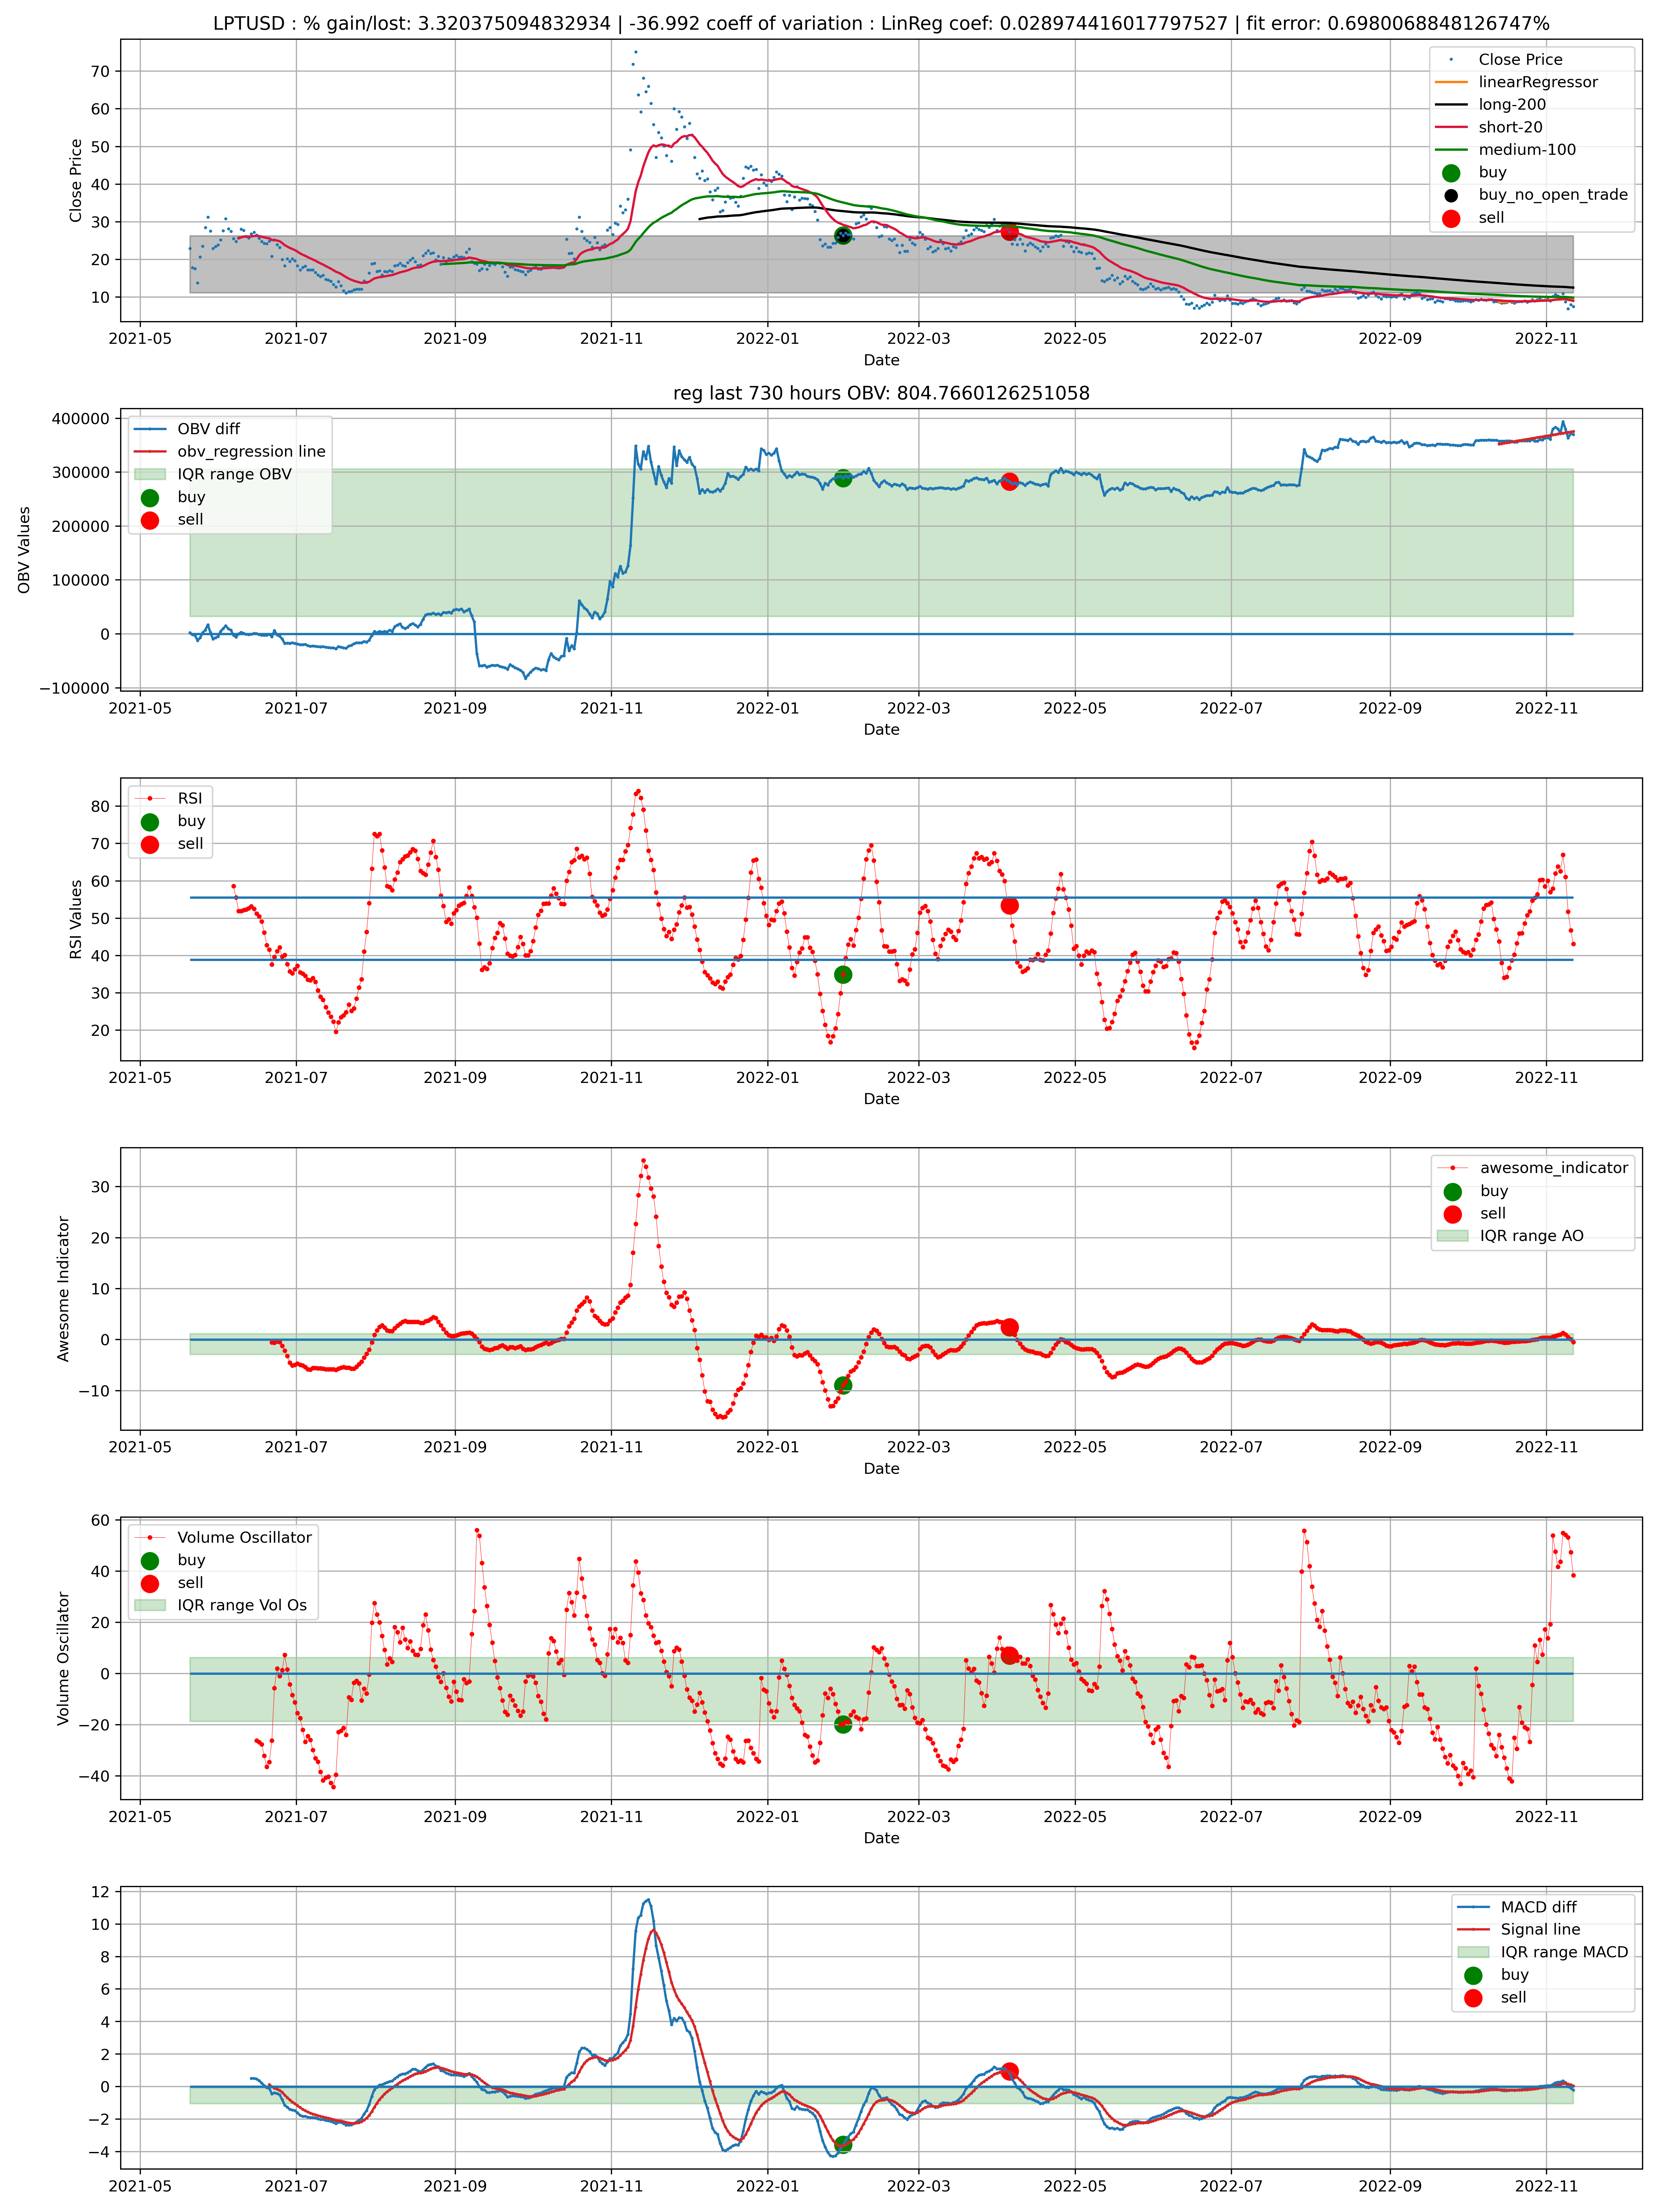 LPTUSD : % gain/lost: 3.320375094832934 | -36.992 coeff of variation : LinReg coef: 0.028974416017797527 | fit error: 0.6980068848126747%
Close Price
70
60
50
40
30
20
10
Close Price
linearRegressor
long-200
short-20
medium-100
buy
buy_no_open_trade
sell
2021-05 2021-07 2021-09 2021-11 2022-01 2022-03 2022-05 2022-07 2022-09 2022-11
Date
reg last 730 hours OBV: 804.7660126251058
OBV Values
400000
300000
200000
100000
0
−100000
OBV diff
obv_regression line
IQR range OBV
buy
sell
2021-05 2021-07 2021-09 2021-11 2022-01 2022-03 2022-05 2022-07 2022-09 2022-11
Date
RSI Values
80
70
60
50
40
30
20
RSI
buy
sell
2021-05 2021-07 2021-09 2021-11 2022-01 2022-03 2022-05 2022-07 2022-09 2022-11
Date
Awesome Indicator
30
20
10
0
−10
awesome_indicator
buy
sell
IQR range AO
2021-05 2021-07 2021-09 2021-11 2022-01 2022-03 2022-05 2022-07 2022-09 2022-11
Date
Volume Oscillator
60
40
20
0
−20
−40
Volume Oscillator
buy
sell
IQR range Vol Os
2021-05 2021-07 2021-09 2021-11 2022-01 2022-03 2022-05 2022-07 2022-09 2022-11
Date
12
10
8
6
4
2
0
−2
−4
MACD diff
Signal line
IQR range MACD
buy
sell
2021-05 2021-07 2021-09 2021-11 2022-01 2022-03 2022-05 2022-07 2022-09 2022-11